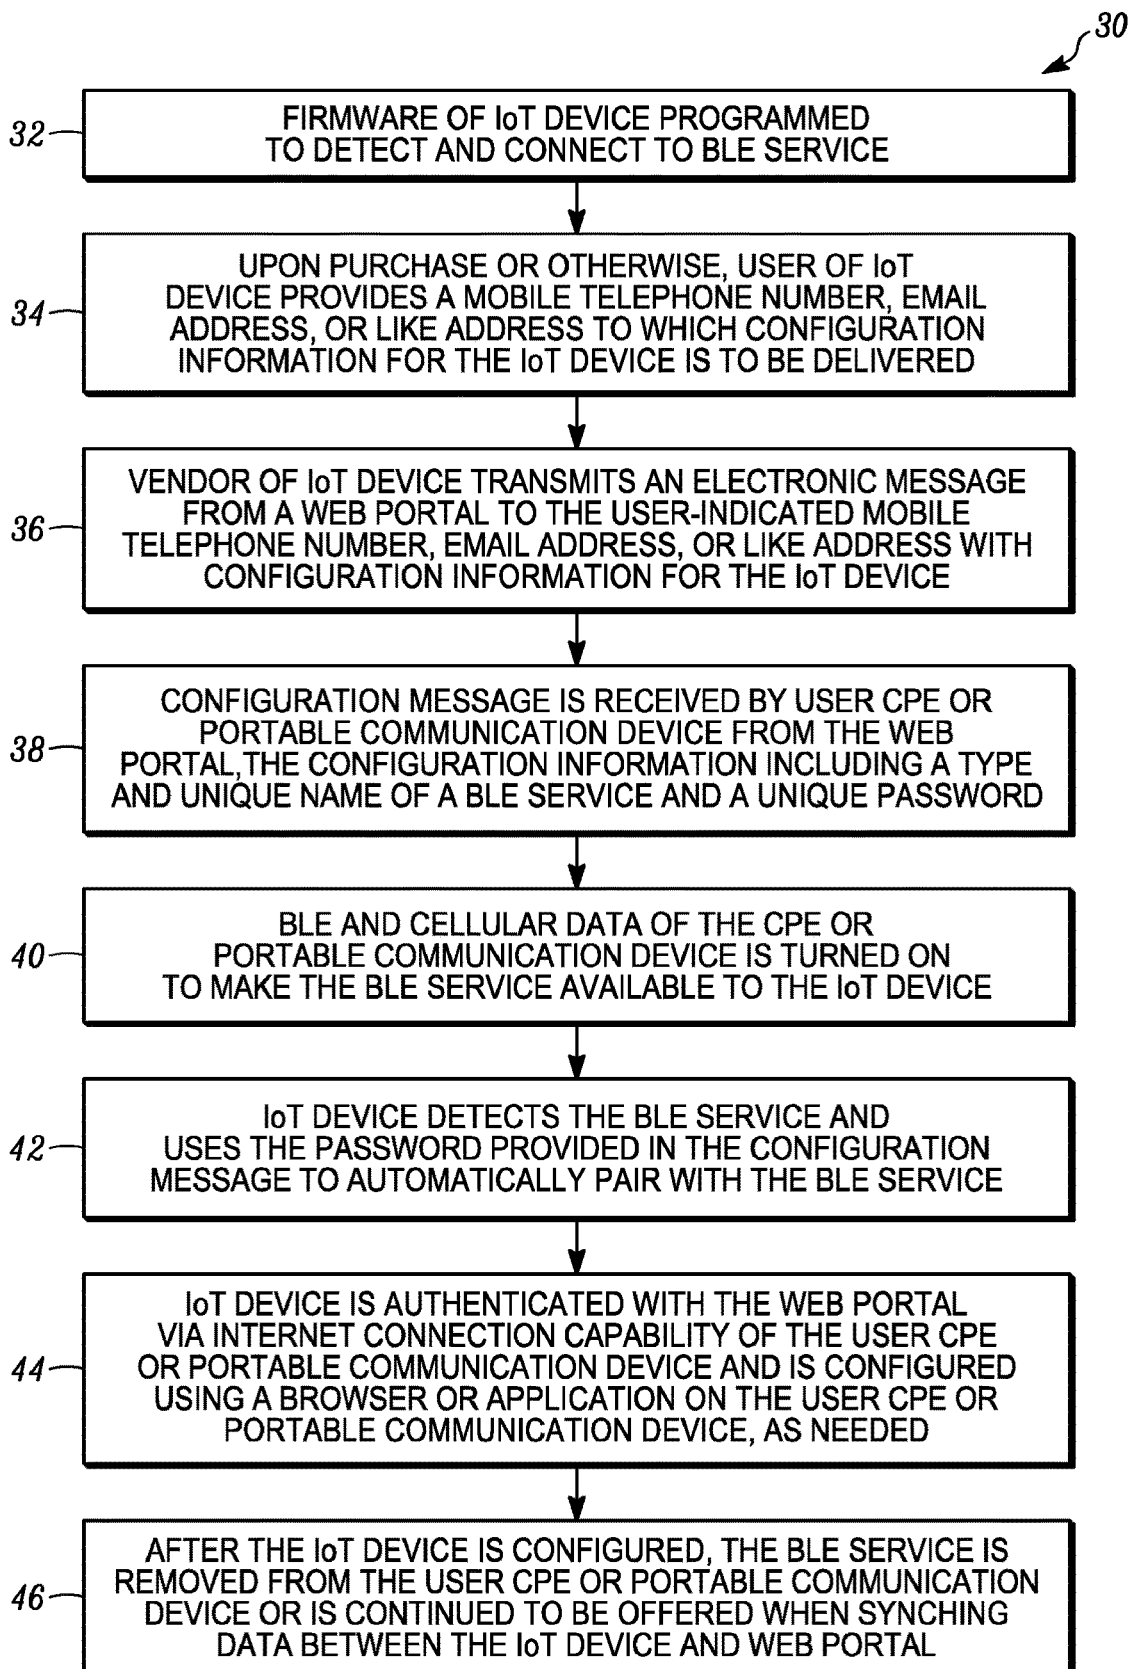 30
32
FIRMWARE OF IoT DEVICE PROGRAMMED
TO DETECT AND CONNECT TO BLE SERVICE
34
UPON PURCHASE OR OTHERWISE, USER OF IoT
DEVICE PROVIDES A MOBILE TELEPHONE NUMBER, EMAIL
ADDRESS, OR LIKE ADDRESS TO WHICH CONFIGURATION
INFORMATION FOR THE IoT DEVICE IS TO BE DELIVERED
36
VENDOR OF IoT DEVICE TRANSMITS AN ELECTRONIC MESSAGE
FROM A WEB PORTAL TO THE USER-INDICATED MOBILE
TELEPHONE NUMBER, EMAIL ADDRESS, OR LIKE ADDRESS WITH
CONFIGURATION INFORMATION FOR THE IoT DEVICE
38
CONFIGURATION MESSAGE IS RECEIVED BY USER CPE OR
PORTABLE COMMUNICATION DEVICE FROM THE WEB
PORTAL,THE CONFIGURATION INFORMATION INCLUDING A TYPE
AND UNIQUE NAME OF A BLE SERVICE AND A UNIQUE PASSWORD
40
BLE AND CELLULAR DATA OF THE CPE OR
PORTABLE COMMUNICATION DEVICE IS TURNED ON
TO MAKE THE BLE SERVICE AVAILABLE TO THE IoT DEVICE
42
IoT DEVICE DETECTS THE BLE SERVICE AND
USES THE PASSWORD PROVIDED IN THE CONFIGURATION
MESSAGE TO AUTOMATICALLY PAIR WITH THE BLE SERVICE
44
IoT DEVICE IS AUTHENTICATED WITH THE WEB PORTAL
VIA INTERNET CONNECTION CAPABILITY OF THE USER CPE
OR PORTABLE COMMUNICATION DEVICE AND IS CONFIGURED
USING A BROWSER OR APPLICATION ON THE USER CPE OR
PORTABLE COMMUNICATION DEVICE, AS NEEDED
46
AFTER THE IoT DEVICE IS CONFIGURED, THE BLE SERVICE IS
REMOVED FROM THE USER CPE OR PORTABLE COMMUNICATION
DEVICE OR IS CONTINUED TO BE OFFERED WHEN SYNCHING
DATA BETWEEN THE IoT DEVICE AND WEB PORTAL